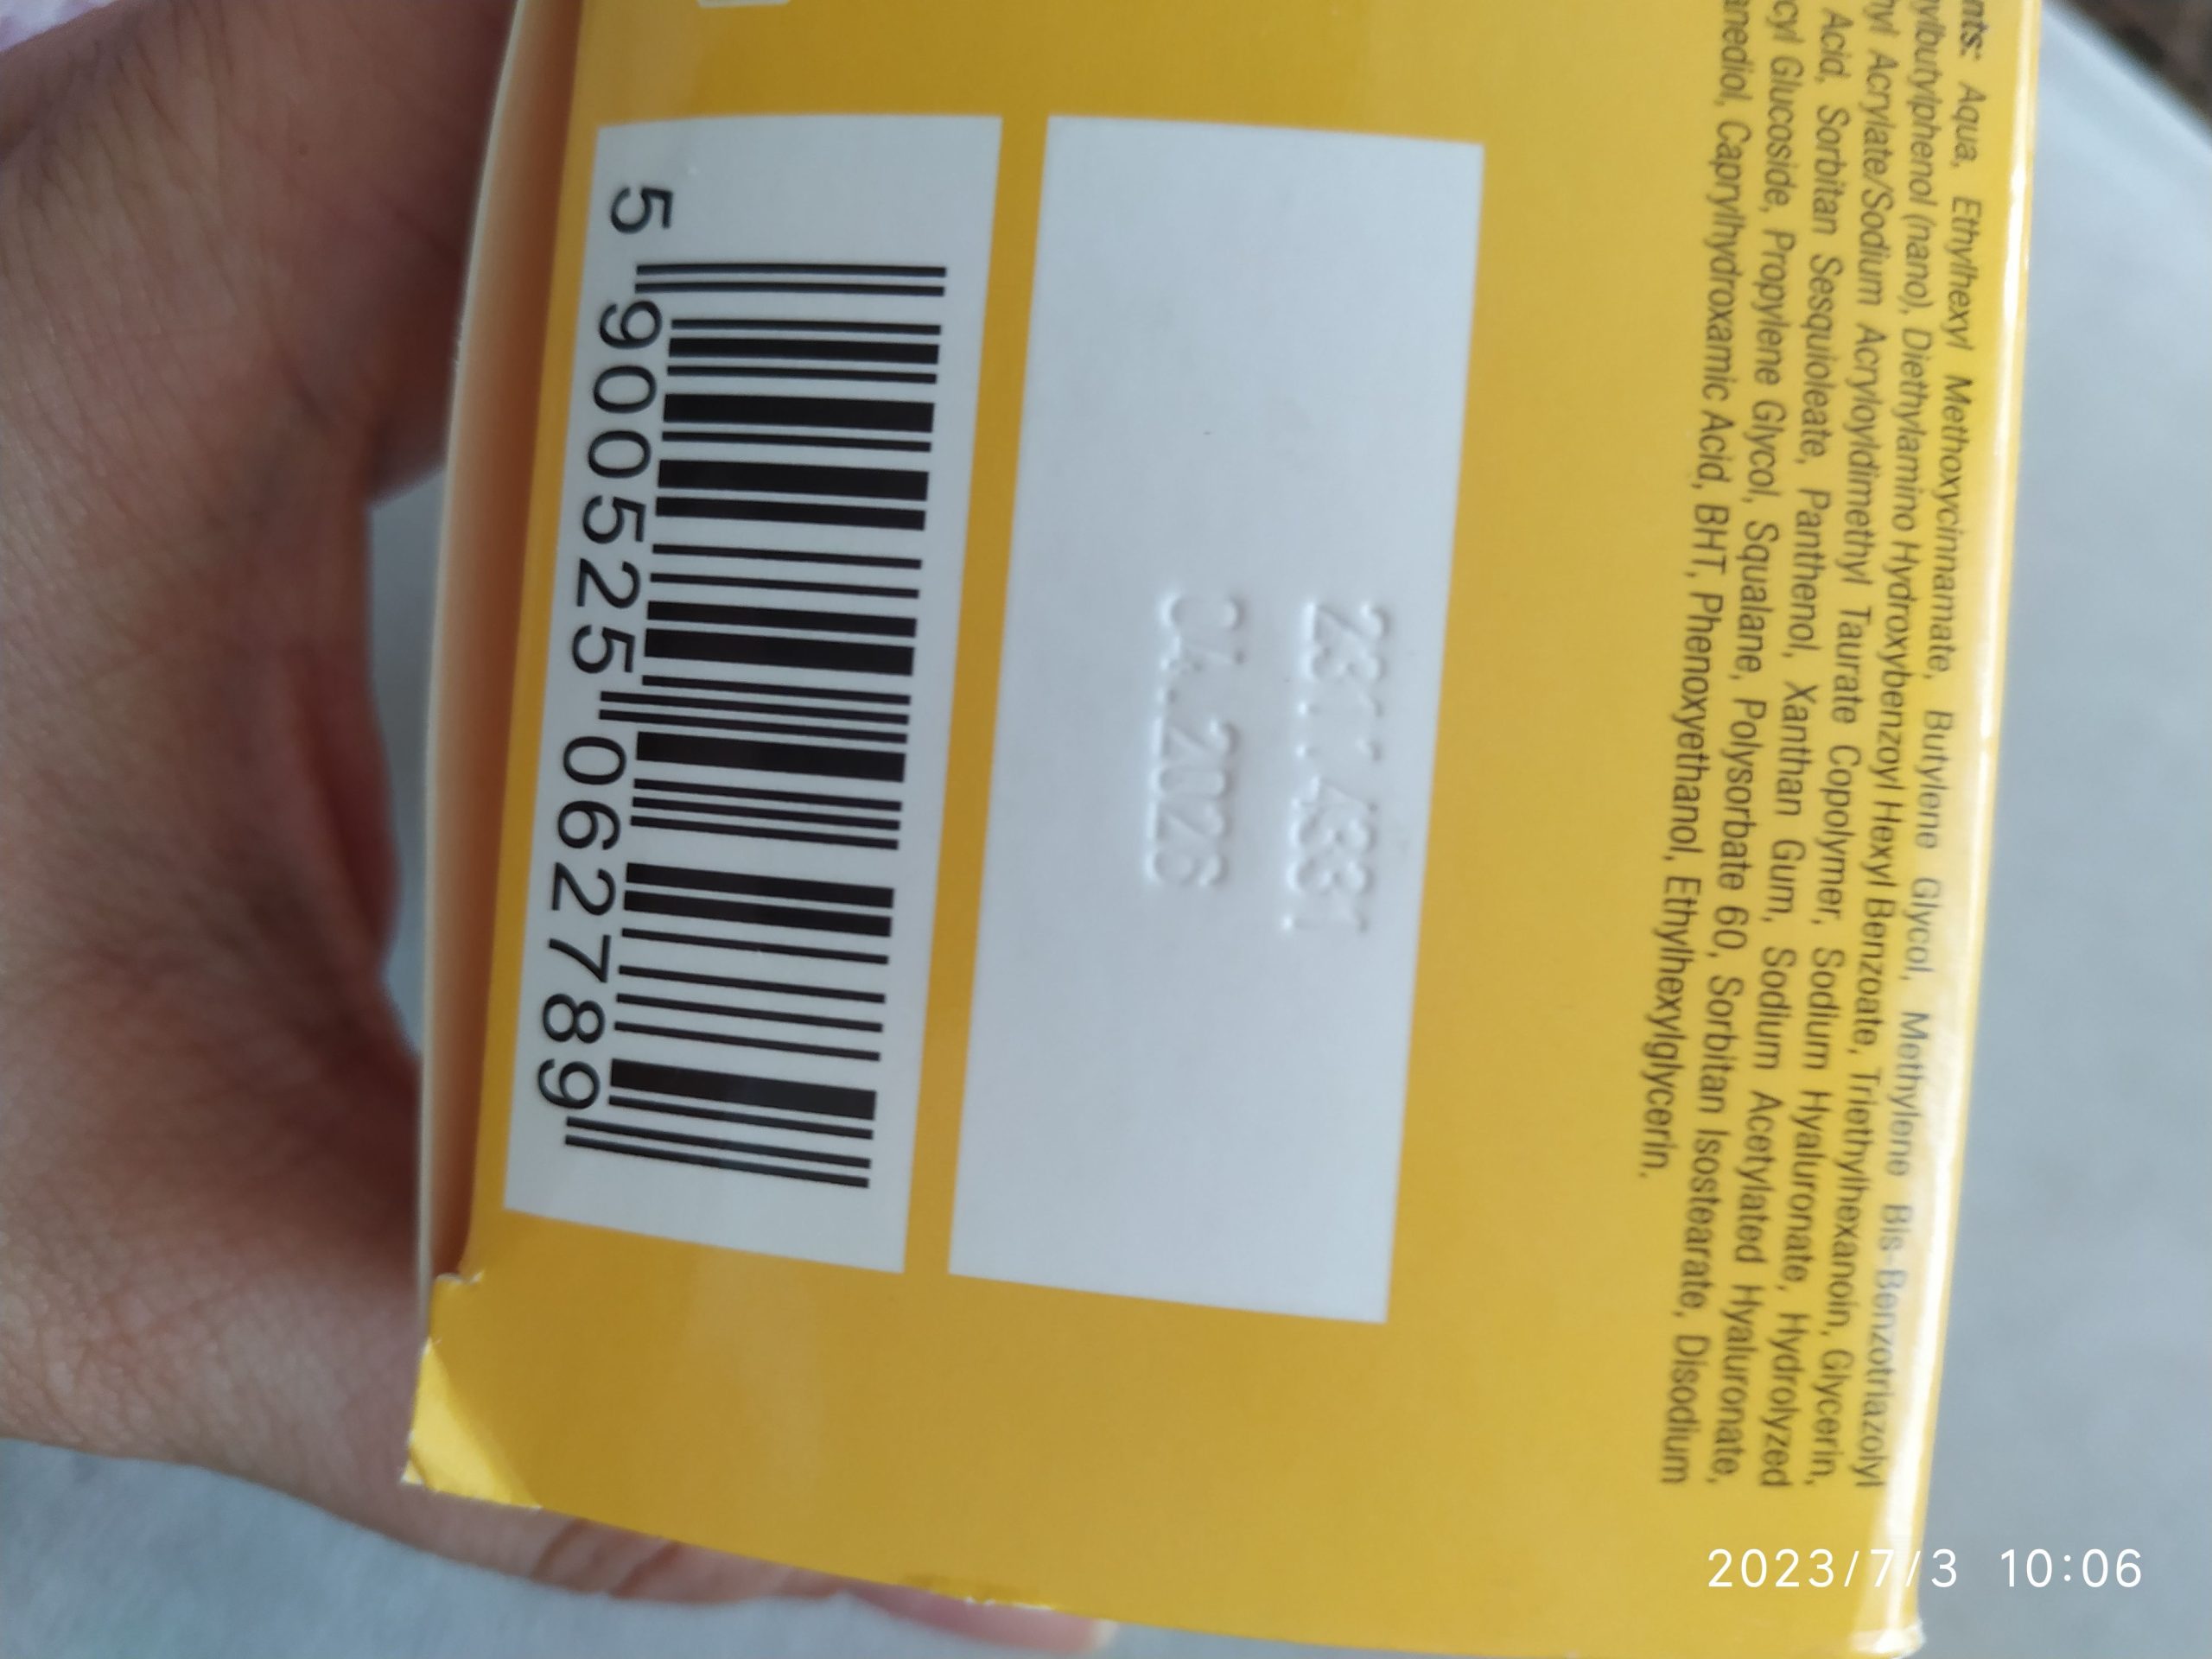 nts: Aqua, Ethylhexyl Methoxycinnamate, Butylene Glycol, Methylene Bis-Benzotriazolyl
ylbutylphenol (nano), Diethylamino Hydroxybenzoyl Hexyl Benzoate, Triethylhexanoin, Glycerin,
yl Acrylate/Sodium Acryloyldimethyl Taurate Copolymer, Sodium Hyaluronate, Hydrolyzed
Acid, Sorbitan Sesquioleate, Panthenol, Xanthan Gum, Sodium Acetylated Hyaluronate,
cyl Glucoside, Propylene Glycol, Squalane, Polysorbate 60, Sorbitan Isostearate, Disodium
anediol, Caprylhydroxamic Acid, BHT, Phenoxyethanol, Ethylhexylglycerin.
04.2026
5 900525 062789
2023/7/3 10:06